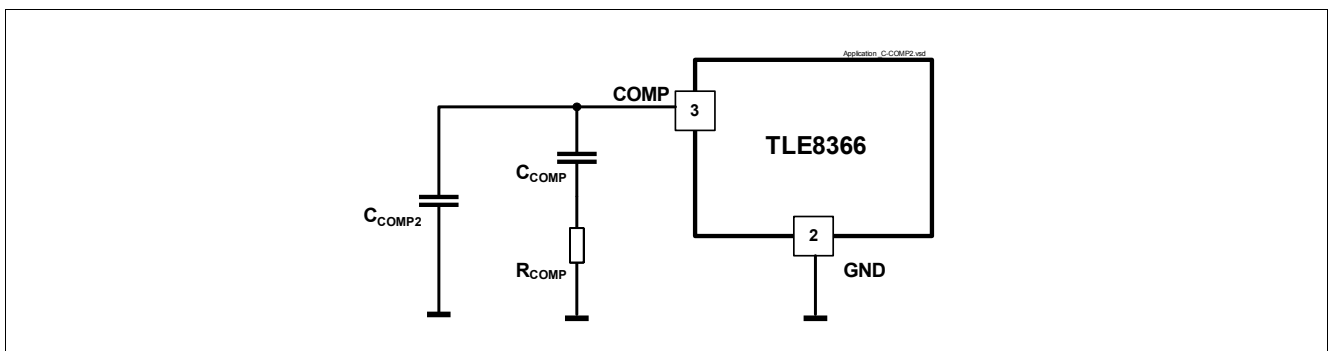 Application_C-COMP2.vsd
COMP
3
TLE8366
CCOMP
CCOMP2
2
RCOMP
GND